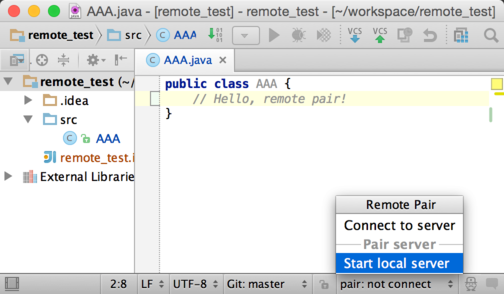 AAA.java - [remote_test] - remote_test - [~/workspace/remote_test]
remote_test src AAA VCS VCS
AAA.java
remote_test (~/
.idea
src
AAA
remote_test.i
External Librarie
public class AAA {
// Hello, remote pair!
}
Remote Pair
Connect to server
Pair server
Start local server
2:8 LF UTF-8 Git: master pair: not connect